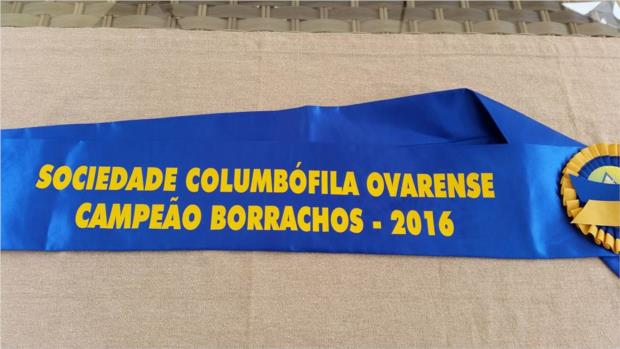 SOCIEDADE COLUMBÓFILA OVARENSE
CAMPEÃO BORRACHOS - 2016